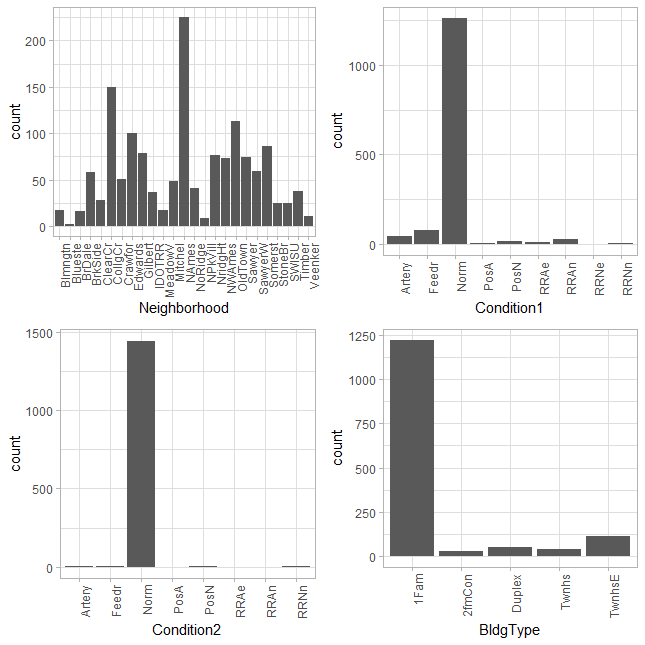 count
200
150
100
50
0
Blmngtn
Blueste
BrDale
BrkSide
ClearCr
CollgCr
Crawfor
Edwards
Gilbert
IDOTRR
MeadowV
Mitchel
NAmes
NoRidge
NPkVill
NridgHt
NWAmes
OldTown
Sawyer
SawyerW
Somerst
StoneBr
SWISU
Timber
Veenker
Neighborhood
count
1000
500
0
Artery
Feedr
Norm
PosA
PosN
RRAe
RRAn
RRNe
RRNn
Condition1
count
1500
1000
500
0
Artery
Feedr
Norm
PosA
PosN
RRAe
RRAn
RRNn
Condition2
count
1250
1000
750
500
250
0
1Fam
2fmCon
Duplex
Twnhs
TwnhsE
BldgType